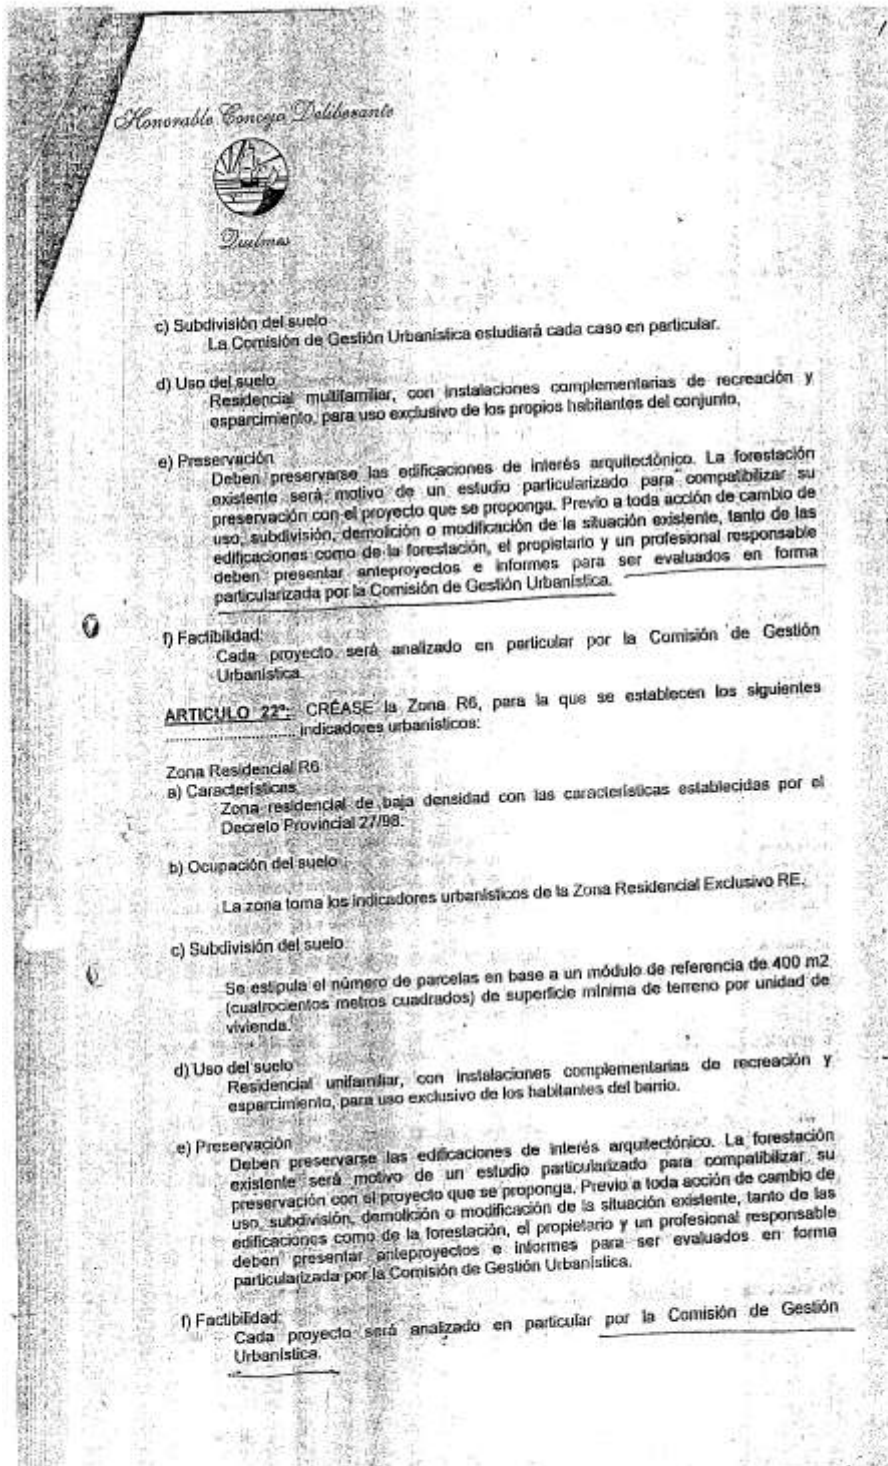 Honorable Concejo Deliberante
Quilmes
c) Subdivisión del suelo
La Comisión de Gestión Urbanística estudiará cada caso en particular.
d) Uso del suelo
Residencial multifamiliar, con instalaciones complementarias de recreación y
esparcimiento, para uso exclusivo de los propios habitantes del conjunto,
e) Preservación
Deben preservarse las edificaciones de interés arquitectónico. La forestación
existente será motivo de un estudio particularizado para compatibilizar su
preservación con el proyecto que se proponga. Previo a toda acción de cambio de
uso, subdivisión, demolición o modificación de la situación existente, tanto de las
edificaciones como de la forestación, el propietario y un profesional responsable
deben presentar anteproyectos e informes para ser evaluados en forma
particularizada por la Comisión de Gestión Urbanística.
f) Factibilidad:
Cada proyecto será analizado en particular por la Comisión de Gestión
Urbanística.
ARTICULO 22º: CRÉASE la Zona R6, para la que se establecen los siguientes
........................ indicadores urbanísticos:
Zona Residencial R6
a) Características
Zona residencial de baja densidad con las características establecidas por el
Decreto Provincial 27/98.
b) Ocupación del suelo
La zona toma los indicadores urbanísticos de la Zona Residencial Exclusivo RE.
c) Subdivisión del suelo
Se estipula el número de parcelas en base a un módulo de referencia de 400 m2
(cuatrocientos metros cuadrados) de superficie mínima de terreno por unidad de
vivienda.
d) Uso del suelo
Residencial unifamiliar, con instalaciones complementarias de recreación y
esparcimiento, para uso exclusivo de los habitantes del barrio.
e) Preservación
Deben preservarse las edificaciones de interés arquitectónico. La forestación
existente será motivo de un estudio particularizado para compatibilizar su
preservación con el proyecto que se proponga. Previo a toda acción de cambio de
uso, subdivisión, demolición o modificación de la situación existente, tanto de las
edificaciones como de la forestación, el propietario y un profesional responsable
deben presentar anteproyectos e informes para ser evaluados en forma
particularizada por la Comisión de Gestión Urbanística.
f) Factibilidad:
Cada proyecto será analizado en particular por la Comisión de Gestión
Urbanística.